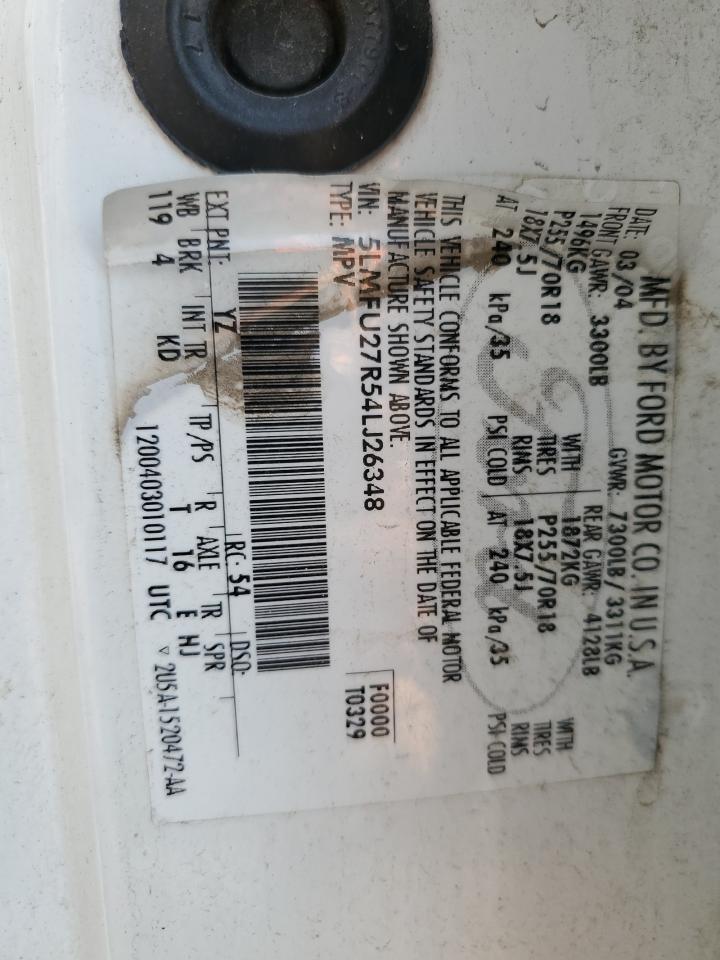 MFD. BY FORD MOTOR CO. IN U.S.A.
DATE: 03/04 GVWR: 7300LB / 3311KG
FRONT GAWR: 3300LB REAR GAWR: 4128LB
1496KG WITH 1872KG WITH
P255/70R18 TIRES P255/70R18 TIRES
18X7.5J RIMS 18X7.5J RIMS
AT 240 kPa/35 PSI COLD AT 240 kPa/35 PSI COLD
THIS VEHICLE CONFORMS TO ALL APPLICABLE FEDERAL MOTOR
VEHICLE SAFETY STANDARDS IN EFFECT ON THE DATE OF
MANUFACTURE SHOWN ABOVE.
VIN: 5LMFU27R54LJ26348 F0000
TYPE: MPV T0329
EXT PNT: YZ RC: 54 DSO:
WB BRK INT TR TP/PS R AXLE TR SPR
119 4 KD T 16 E HJ
1200403010117 UTC ▽ 2U5A-1520472-AA